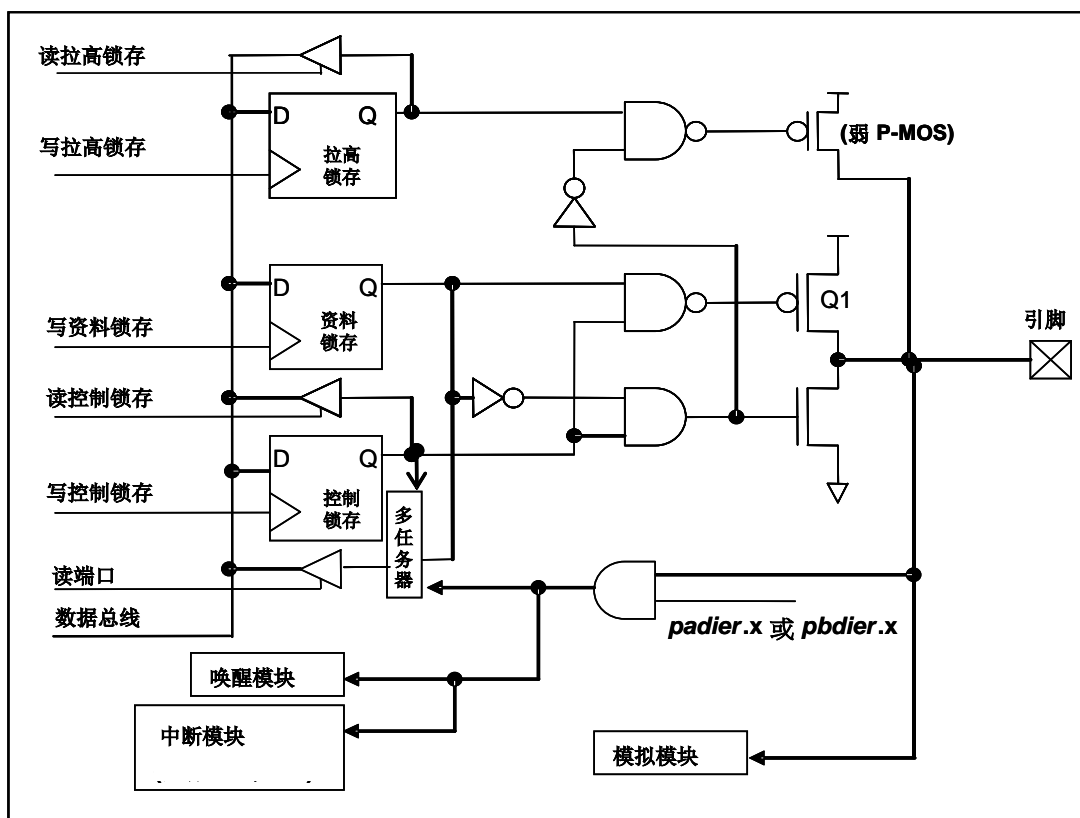 读拉高锁存
D Q
(弱 P-MOS)
写拉高锁存
拉高
锁存
D Q
Q1
写资料锁存
资料
锁存
引脚
读控制锁存
D Q
写控制锁存
控制
锁存
多
任
务
器
读端口
数据总线
padier.x 或 pbdier.x
唤醒模块
中断模块
模拟模块